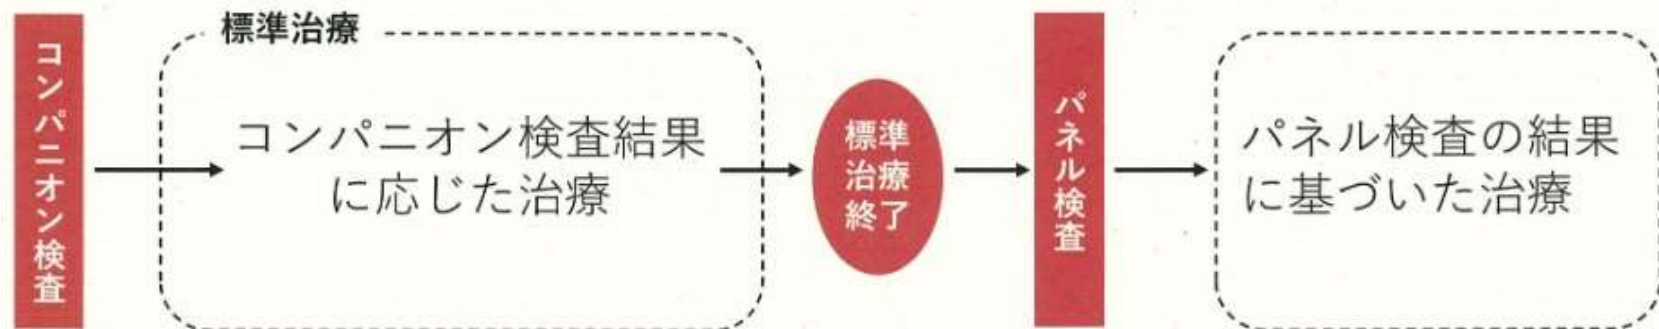 コンパニオン検査
標準治療
コンパニオン検査結果
に応じた治療
標準
治療
終了
パネル検査
パネル検査の結果
に基づいた治療